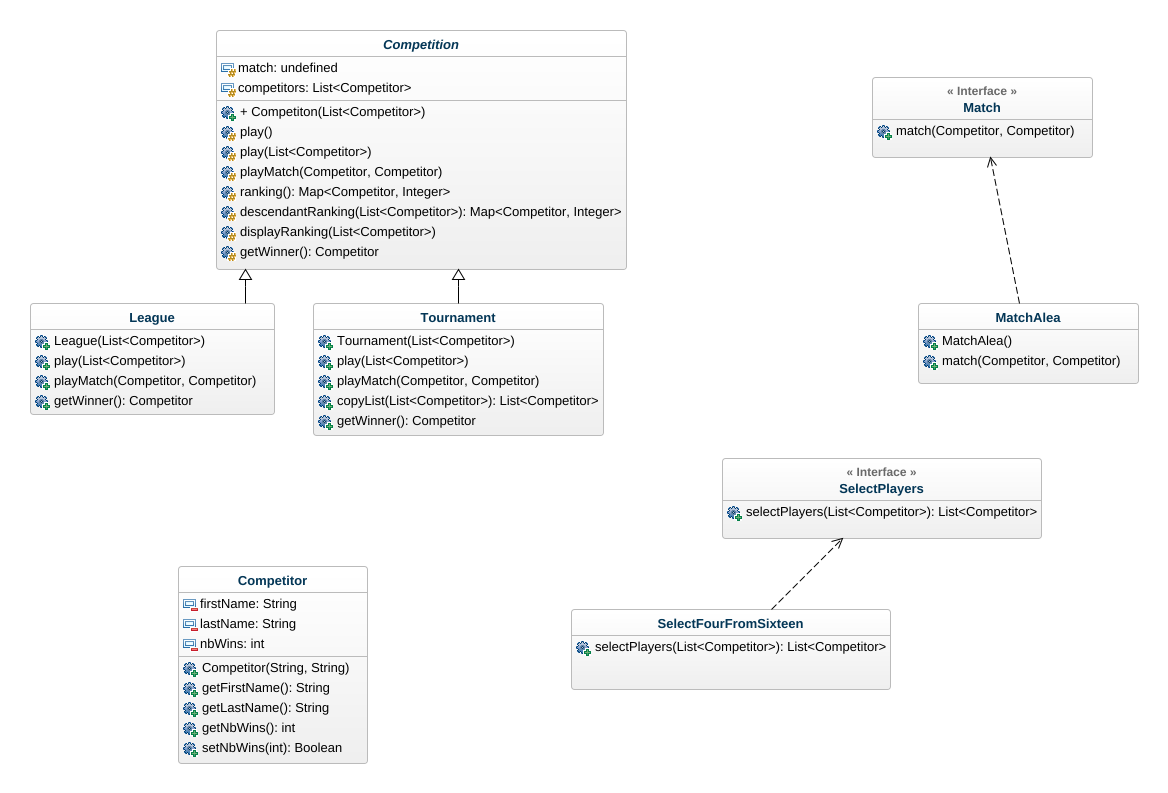 Competition
match: undefined
competitors: List<Competitor>
+ Competiton(List<Competitor>)
play()
play(List<Competitor>)
playMatch(Competitor, Competitor)
ranking(): Map<Competitor, Integer>
descendantRanking(List<Competitor>): Map<Competitor, Integer>
displayRanking(List<Competitor>)
getWinner(): Competitor
« Interface »
Match
match(Competitor, Competitor)
League
League(List<Competitor>)
play(List<Competitor>)
playMatch(Competitor, Competitor)
getWinner(): Competitor
Tournament
Tournament(List<Competitor>)
play(List<Competitor>)
playMatch(Competitor, Competitor)
copyList(List<Competitor>): List<Competitor>
getWinner(): Competitor
MatchAlea
MatchAlea()
match(Competitor, Competitor)
« Interface »
SelectPlayers
selectPlayers(List<Competitor>): List<Competitor>
Competitor
firstName: String
lastName: String
nbWins: int
Competitor(String, String)
getFirstName(): String
getLastName(): String
getNbWins(): int
setNbWins(int): Boolean
SelectFourFromSixteen
selectPlayers(List<Competitor>): List<Competitor>